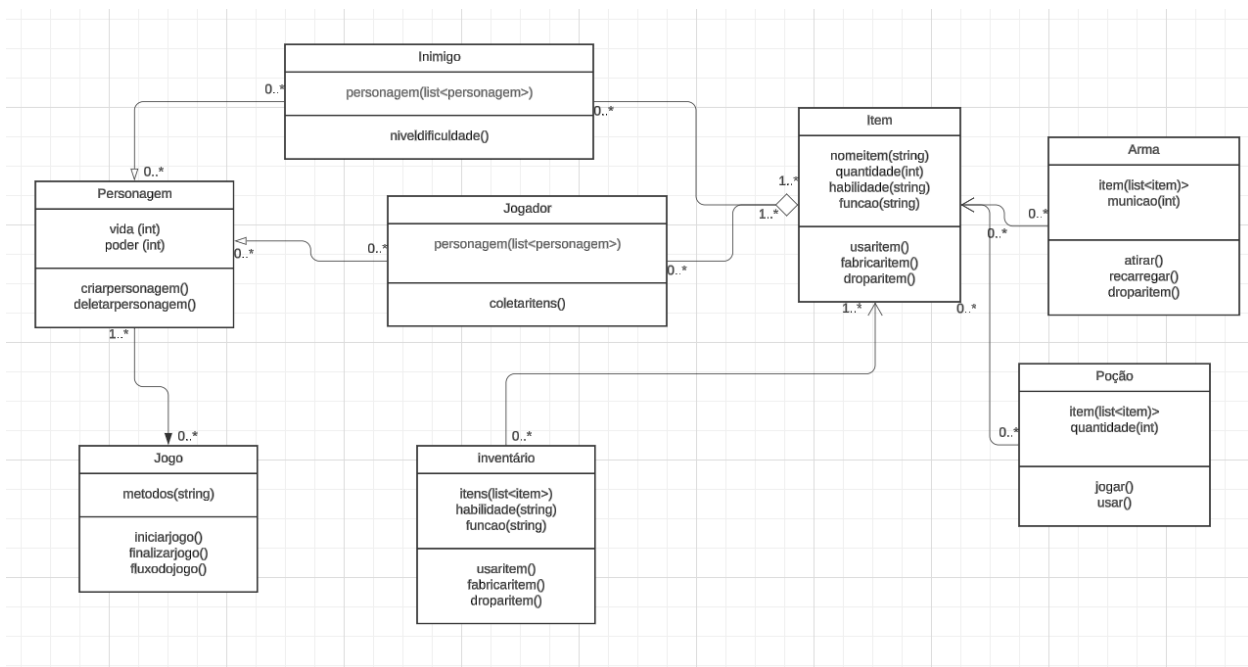 Inimigo
personagem(list<personagem>)
niveldificuldade()
0..*
0..*
0..*
Personagem
vida (int)
poder (int)
criarpersonagem()
deletarpersonagem()
0..*
1..*
Jogador
personagem(list<personagem>)
coletaritens()
0..*
0..*
1..*
1..*
Item
nomeitem(string)
quantidade(int)
habilidade(string)
funcao(string)
usaritem()
fabricaritem()
droparitem()
0..*
0..*
1..*
0..*
Arma
item(list<item)>
municao(int)
atirar()
recarregar()
droparitem()
Poção
item(list<item)>
quantidade(int)
jogar()
usar()
0..*
0..*
Jogo
metodos(string)
iniciarjogo()
finalizarjogo()
fluxodojogo()
0..*
inventário
itens(list<item>)
habilidade(string)
funcao(string)
usaritem()
fabricaritem()
droparitem()